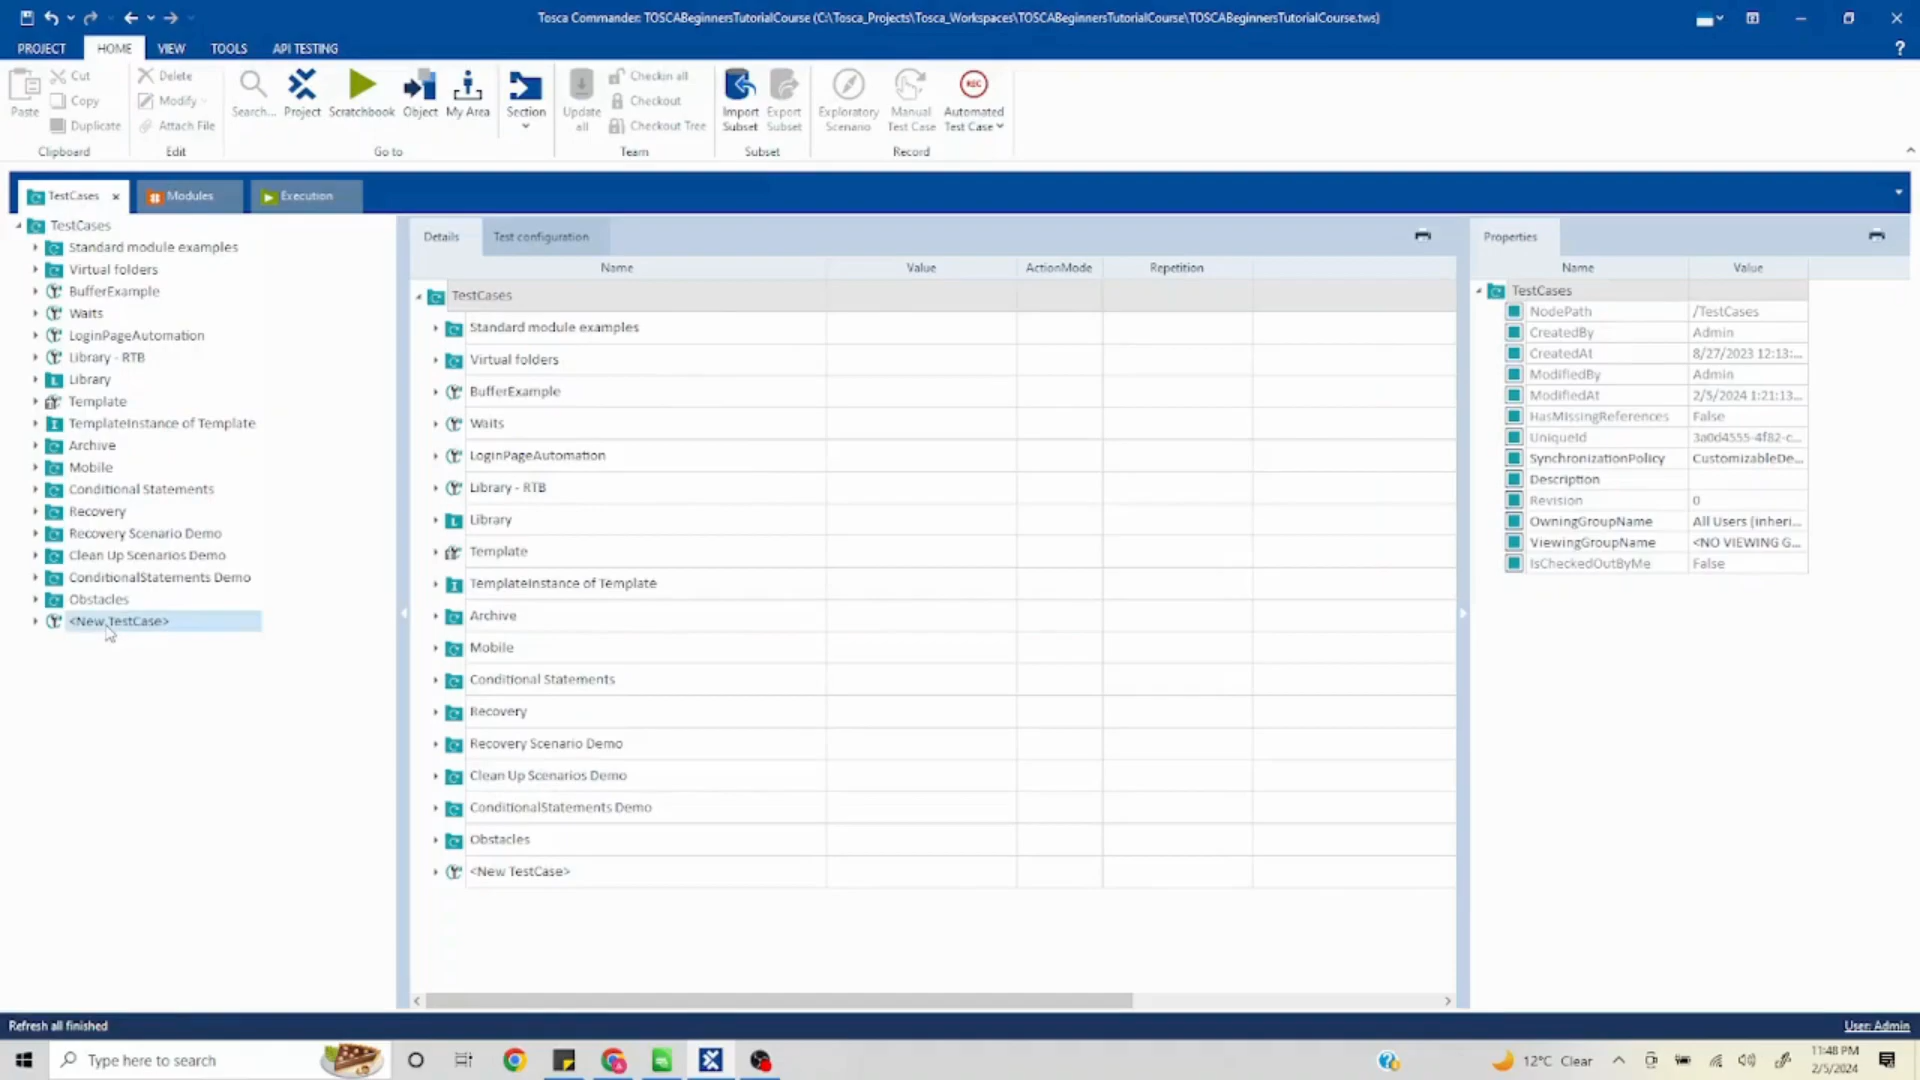 Tosca Commander: TOSCABeginnersTutorialCourse (C:\Tosca_Projects\Tosca_Workspaces\TOSCABeginnersTutorialCourse\TOSCABeginnersTutorialCourse.tws)
PROJECT HOME VIEW TOOLS API TESTING ?
Paste Cut Copy Duplicate
Delete Modify Attach File
Search... Project Scratchbook Object My Area Section
Update all Checkin all Checkout Checkout Tree
Import Subset Export Subset
Exploratory Scenario Manual Test Case REC Automated Test Case
Clipboard Edit Go to Team Subset Record
TestCases x Modules Execution
TestCases
Standard module examples
Virtual folders
BufferExample
Waits
LoginPageAutomation
Library - RTB
Library
Template
TemplateInstance of Template
Archive
Mobile
Conditional Statements
Recovery
Recovery Scenario Demo
Clean Up Scenarios Demo
ConditionalStatements Demo
Obstacles
<New TestCase>
Details Test configuration
Name Value ActionMode Repetition
TestCases
Standard module examples
Virtual folders
BufferExample
Waits
LoginPageAutomation
Library - RTB
Library
Template
TemplateInstance of Template
Archive
Mobile
Conditional Statements
Recovery
Recovery Scenario Demo
Clean Up Scenarios Demo
ConditionalStatements Demo
Obstacles
<New TestCase>
Properties
Name Value
TestCases
NodePath /TestCases
CreatedBy Admin
CreatedAt 8/27/2023 12:13:...
ModifiedBy Admin
ModifiedAt 2/5/2024 1:21:13...
HasMissingReferences False
UniqueId 3a0d4555-4f82-c...
SynchronizationPolicy CustomizableDe...
Description
Revision 0
OwningGroupName All Users (inheri...
ViewingGroupName <NO VIEWING G...
IsCheckedOutByMe False
Refresh all finished User: Admin
Type here to search 12°C Clear 11:48 PM
2/5/2024